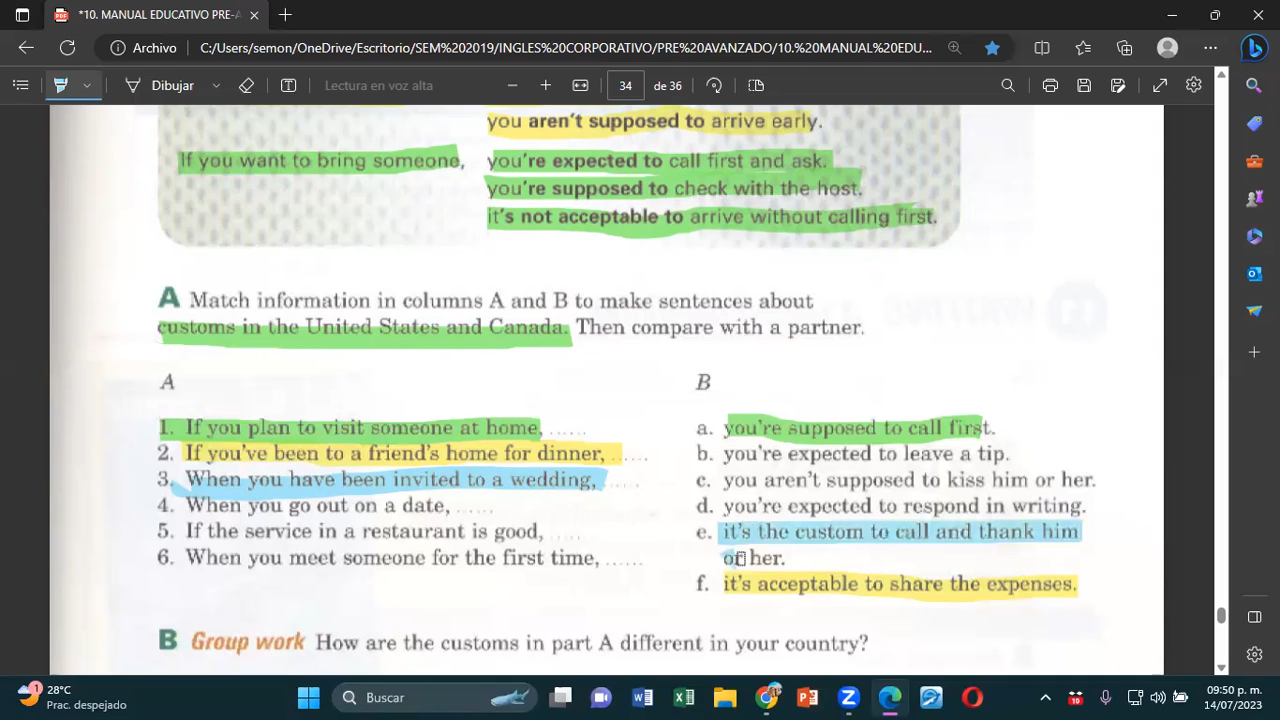 *10. MANUAL EDUCATIVO PRE-A
Archivo
C:/Users/semon/OneDrive/Escritorio/SEM%202019/INGLES%20CORPORATIVO/PRE%20AVANZADO/10.%20MANUAL%20EDU...
Dibujar
Lectura en voz alta
34
de 36
you aren't supposed to arrive early.
If you want to bring someone, you're expected to call first and ask.
you're supposed to check with the host.
it's not acceptable to arrive without calling first.
A Match information in columns A and B to make sentences about
customs in the United States and Canada. Then compare with a partner.
A
1. If you plan to visit someone at home, ......
2. If you've been to a friend's home for dinner, ......
3. When you have been invited to a wedding, ......
4. When you go out on a date, ......
5. If the service in a restaurant is good, ......
6. When you meet someone for the first time, ......
B
a. you're supposed to call first.
b. you're expected to leave a tip.
c. you aren't supposed to kiss him or her.
d. you're expected to respond in writing.
e. it's the custom to call and thank him
or her.
f. it's acceptable to share the expenses.
B Group work How are the customs in part A different in your country?
1
28°C
Prac. despejado
Buscar
10
09:50 p. m.
14/07/2023